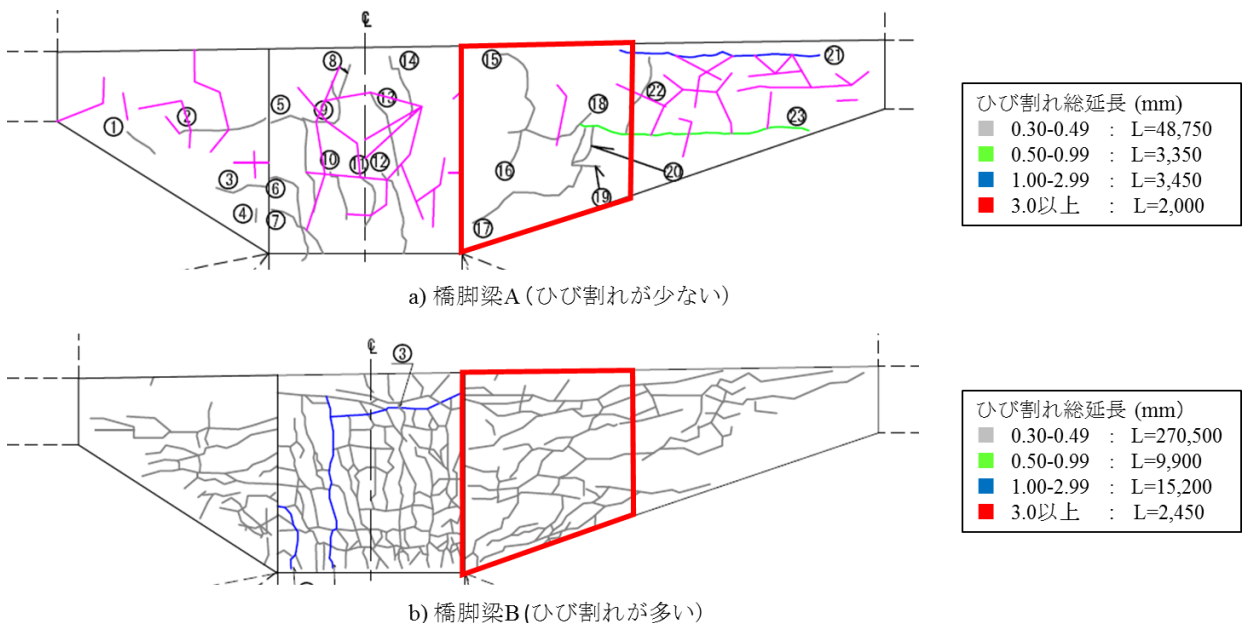 ℄
⑧
⑭
⑮
㉑
⑤
⑨
⑬
⑱
㉒
㉓
①
②
⑩
⑪
⑫
⑯
⑳
③
⑥
⑲
④
⑦
⑰
ひび割れ総延長 (mm)
0.30-0.49 : L=48,750
0.50-0.99 : L=3,350
1.00-2.99 : L=3,450
3.0以上 : L=2,000
a) 橋脚梁A (ひび割れが少ない)
℄
③
ひび割れ総延長 (mm)
0.30-0.49 : L=270,500
0.50-0.99 : L=9,900
1.00-2.99 : L=15,200
3.0以上 : L=2,450
b) 橋脚梁B (ひび割れが多い)